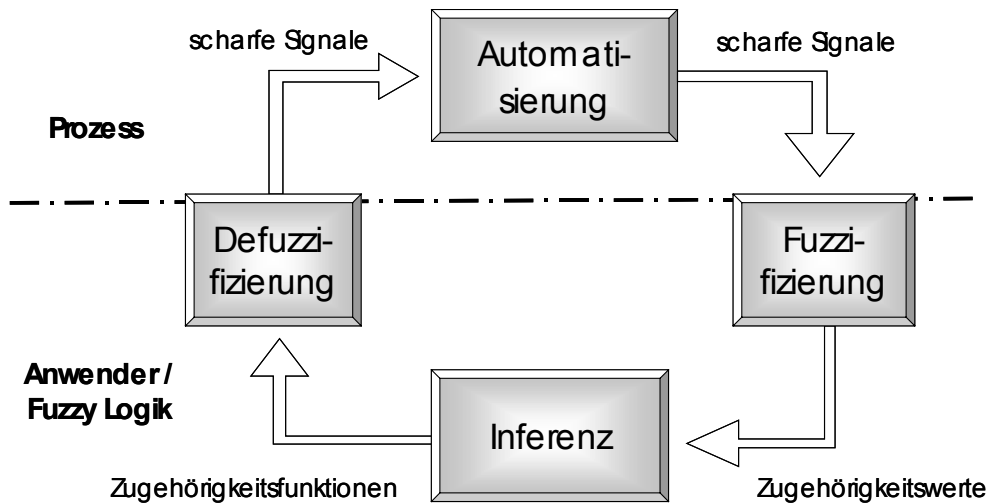 scharfe Signale
Automati-
sierung
scharfe Signale
Prozess
Defuzzi-
fizierung
Fuzzi-
fizierung
Anwender /
Fuzzy Logik
Inferenz
Zugehörigkeitsfunktionen
Zugehörigkeitswerte